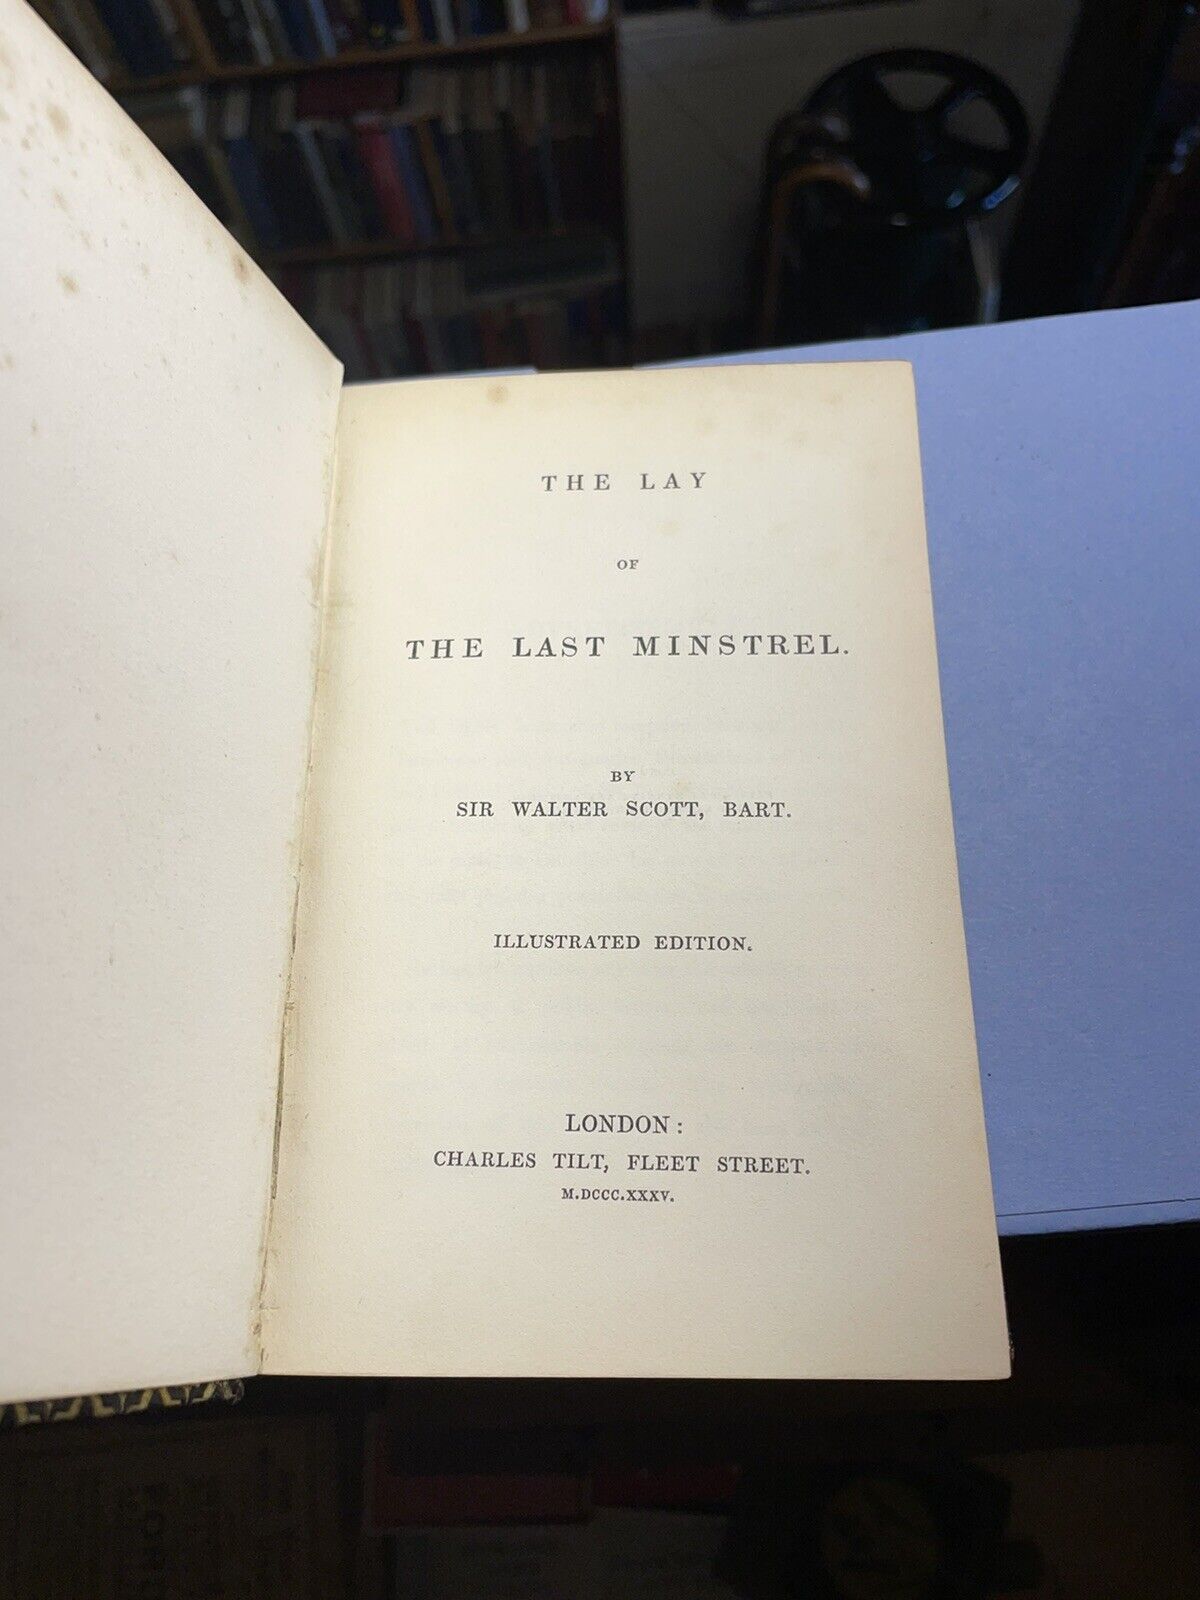 THE LAY
OF
THE LAST MINSTREL.
BY
SIR WALTER SCOTT, BART.
ILLUSTRATED EDITION.
LONDON:
CHARLES TILT, FLEET STREET.
M.DCCC.XXXV.